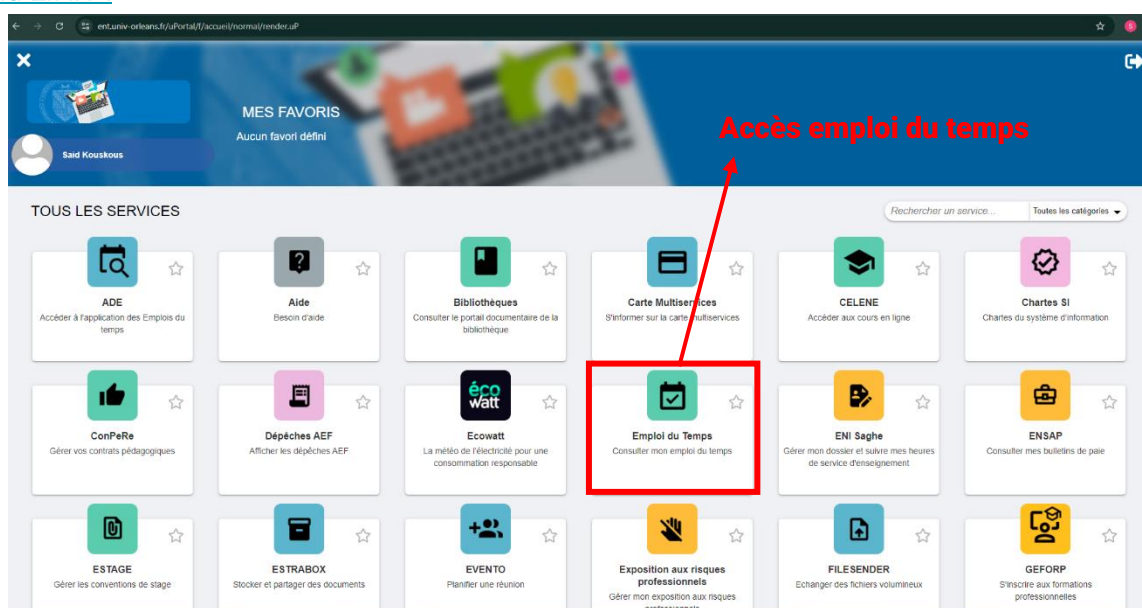 ent.univ-orleans.fr/uPortal/f/accueil/normal/render.uP
S
MES FAVORIS
Aucun favori défini
Said Kouskous
Accès emploi du temps
TOUS LES SERVICES
Rechercher un service...
Toutes les catégories
ADE
Accéder à l'application des Emplois du
temps
Aide
Besoin d'aide
Bibliothèques
Consulter le portail documentaire de la
bibliothèque
Carte Multiservices
S'informer sur la carte multiservices
CELENE
Accéder aux cours en ligne
Chartes SI
Chartes du système d'information
ConPeRe
Gérer vos contrats pédagogiques
Dépêches AEF
Afficher les dépêches AEF
éco
watt
Ecowatt
La météo de l'électricité pour une
consommation responsable
Emploi du Temps
Consulter mon emploi du temps
ENI Saghe
Gérer mon dossier et suivre mes heures
de service d'enseignement
ENSAP
Consulter mes bulletins de paie
ESTAGE
Gérer les conventions de stage
ESTRABOX
Stocker et partager des documents
EVENTO
Planifier une réunion
Exposition aux risques
professionnels
Gérer mon exposition aux risques
professionnels
FILESENDER
Echanger des fichiers volumineux
GEFORP
S'inscrire aux formations
professionnelles